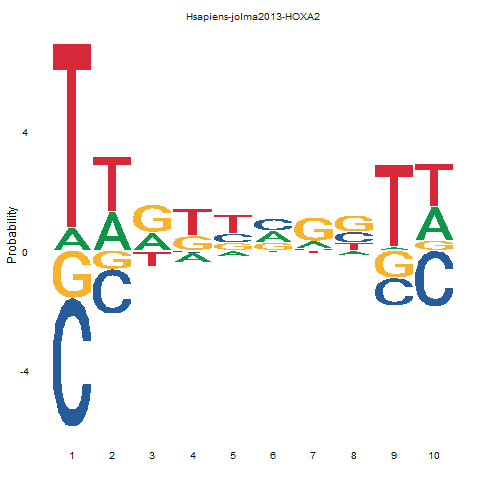 Hsapiens-jolma2013-HOXA2
Probability
4
0
-4
T A G C
T A G C
G A T
T G A
T C G A
C A G
G A T
G C T A
T A G C
T A G C
1 2 3 4 5 6 7 8 9 10